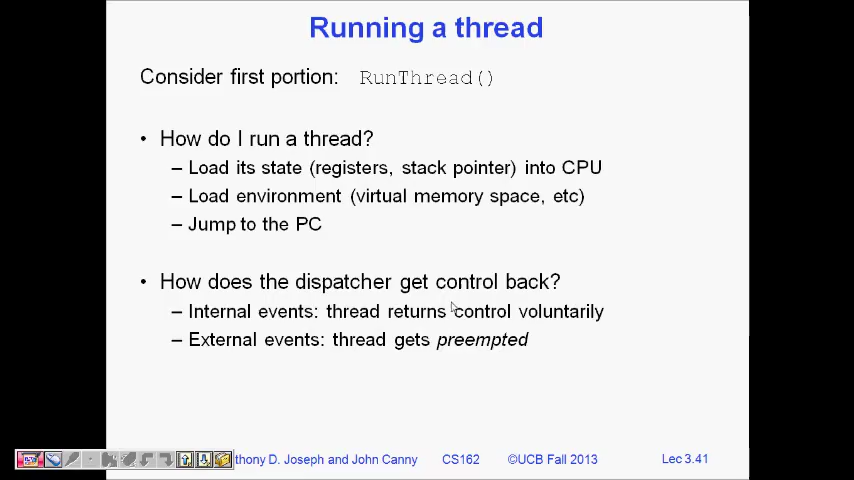 Running a thread
Consider first portion: RunThread()
• How do I run a thread?
– Load its state (registers, stack pointer) into CPU
– Load environment (virtual memory space, etc)
– Jump to the PC
• How does the dispatcher get control back?
– Internal events: thread returns control voluntarily
– External events: thread gets preempted
thony D. Joseph and John Canny CS162 ©UCB Fall 2013 Lec 3.41